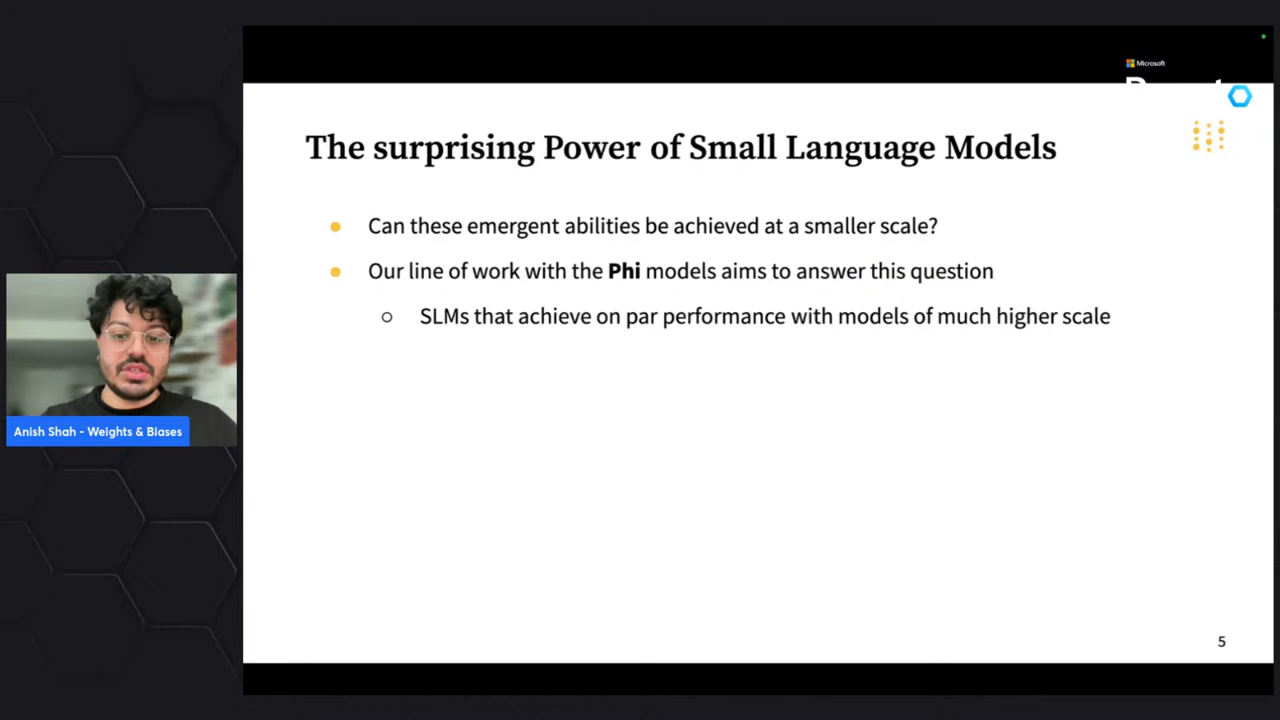 Microsoft
The surprising Power of Small Language Models
Can these emergent abilities be achieved at a smaller scale?
Our line of work with the Phi models aims to answer this question
SLMs that achieve on par performance with models of much higher scale
Anish Shah - Weights & Biases
5